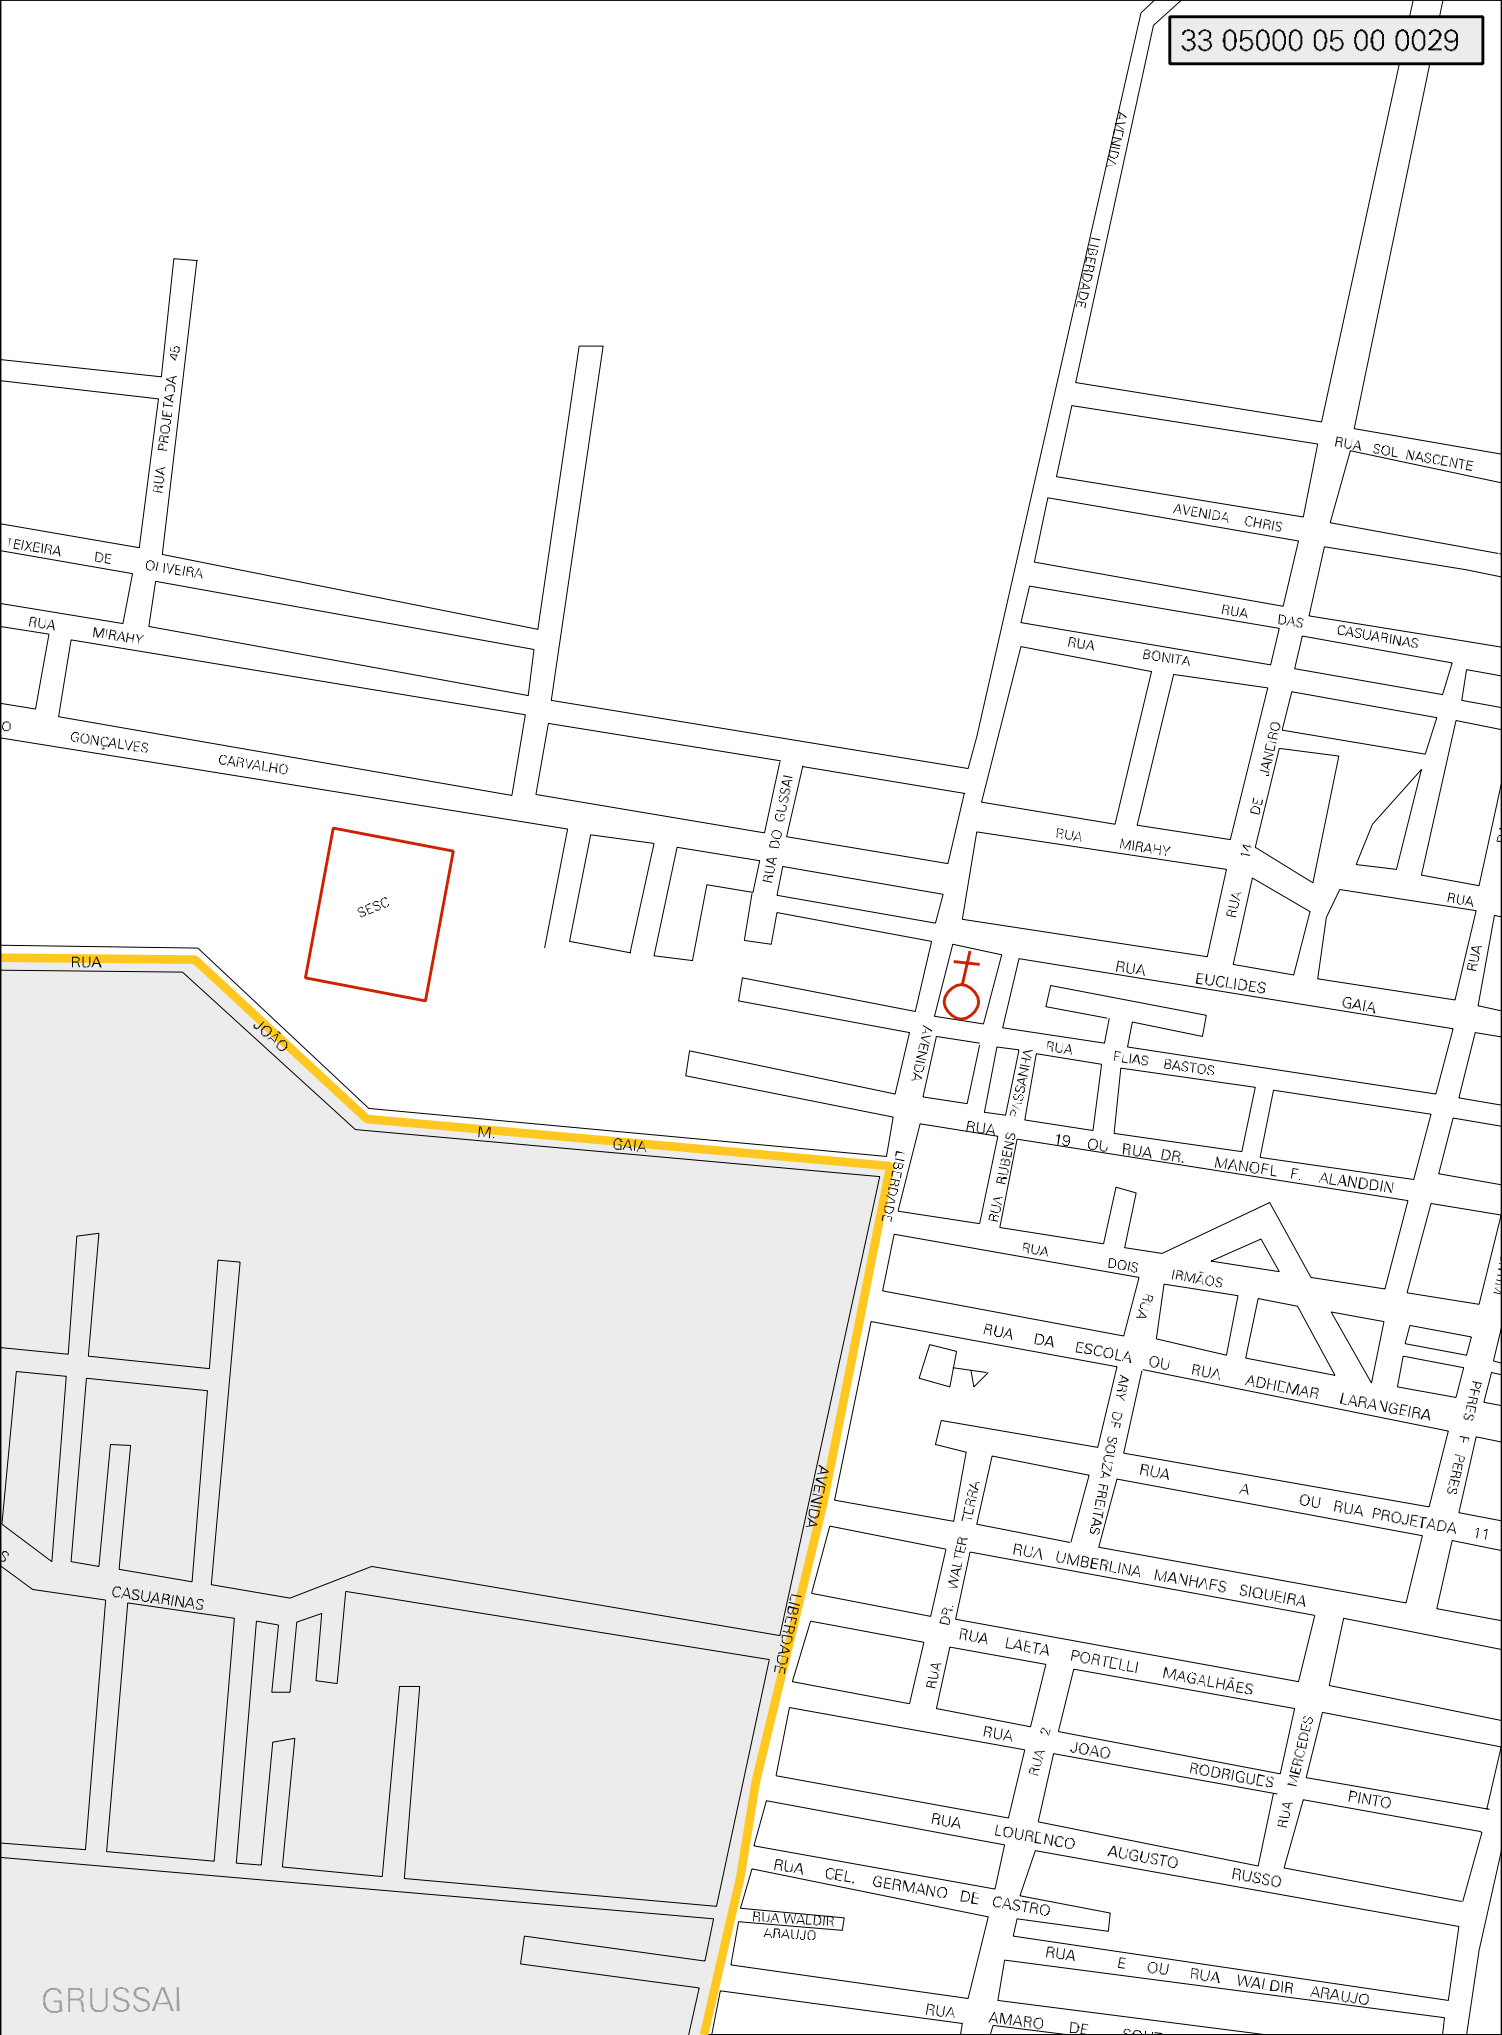 33 05000 05 00 0029
AVENIDA LIBERDADE
RUA PROJETADA 45
RUA SOL NASCENTE
AVENIDA CHRIS
TEIXEIRA DE OLIVEIRA
RUA DAS CASUARINAS
RUA MIRAHY
RUA BONITA
O GONÇALVES CARVALHO
RUA DO GUSSAI
RUA 14 DE JANEIRO
RUA MIRAHY
SESC
RUA
RUA
RUA JOÃO M. GAIA
RUA EUCLIDES GAIA
AVENIDA LIBERDADE
RUA ELIAS BASTOS
RUA RUBENS PASSANHA
RUA 19 OU RUA DR. MANOEL F. ALANDDIN
RUA DOIS IRMÃOS
RUA ARY DE SOUZA FREITAS
RUA DA ESCOLA OU RUA ADHEMAR LARANGEIRA
PERES F PERES
RUA A OU RUA PROJETADA 11
AVENIDA LIBERDADE
RUA DR. WALTER TERRA
RUA UMBERLINA MANHAES SIQUEIRA
S
CASUARINAS
RUA LAETA PORTELLI MAGALHÃES
RUA 2
RUA MERCEDES
RUA JOAO RODRIGUES PINTO
RUA LOURENCO AUGUSTO RUSSO
RUA CEL. GERMANO DE CASTRO
RUA WALDIR
ARAUJO
RUA E OU RUA WALDIR ARAUJO
GRUSSAI
RUA AMARO DE